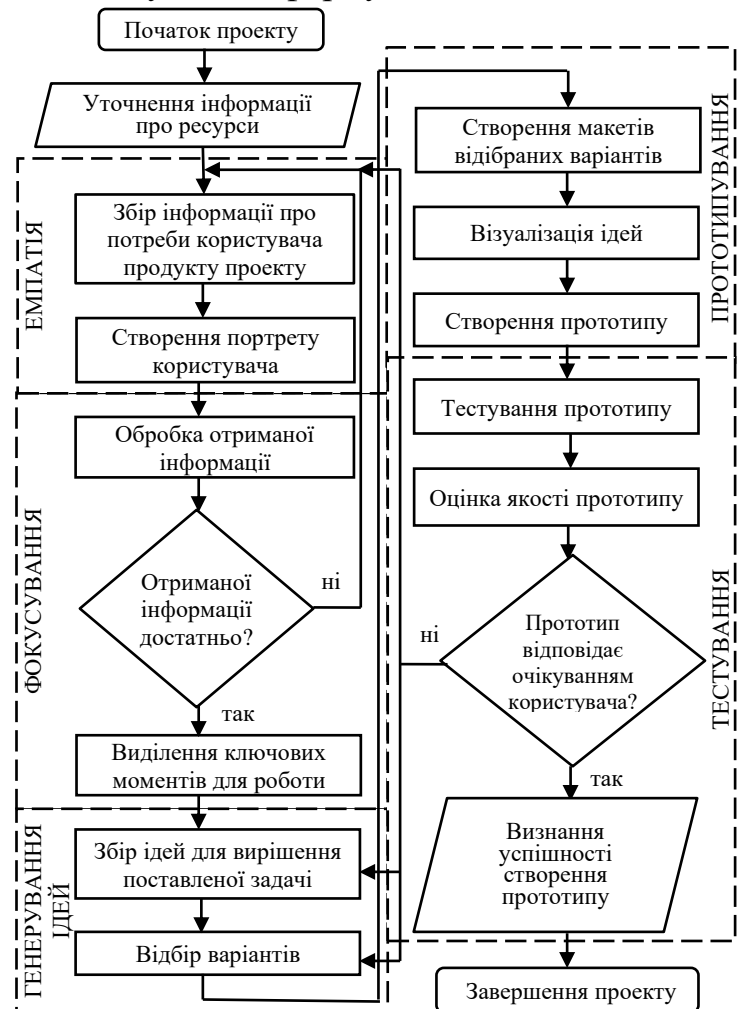 Початок проекту
Уточнення інформації
про ресурси
ЕМПАТІЯ
Збір інформації про
потреби користувача
продукту проекту
Створення портрету
користувача
ФОКУСУВАННЯ
Обробка отриманої
інформації
Отриманої
інформації
достатньо?
ні
так
Виділення ключових
моментів для роботи
ГЕНЕРУВАННЯ
ІДЕЙ
Збір ідей для вирішення
поставленої задачі
Відбір варіантів
ПРОТОТИПУВАННЯ
Створення макетів
відібраних варіантів
Візуалізація ідей
Створення прототипу
ТЕСТУВАННЯ
Тестування прототипу
Оцінка якості прототипу
Прототип
відповідає
очікуванням
користувача?
ні
так
Визнання
успішності
створення
прототипу
Завершення проекту